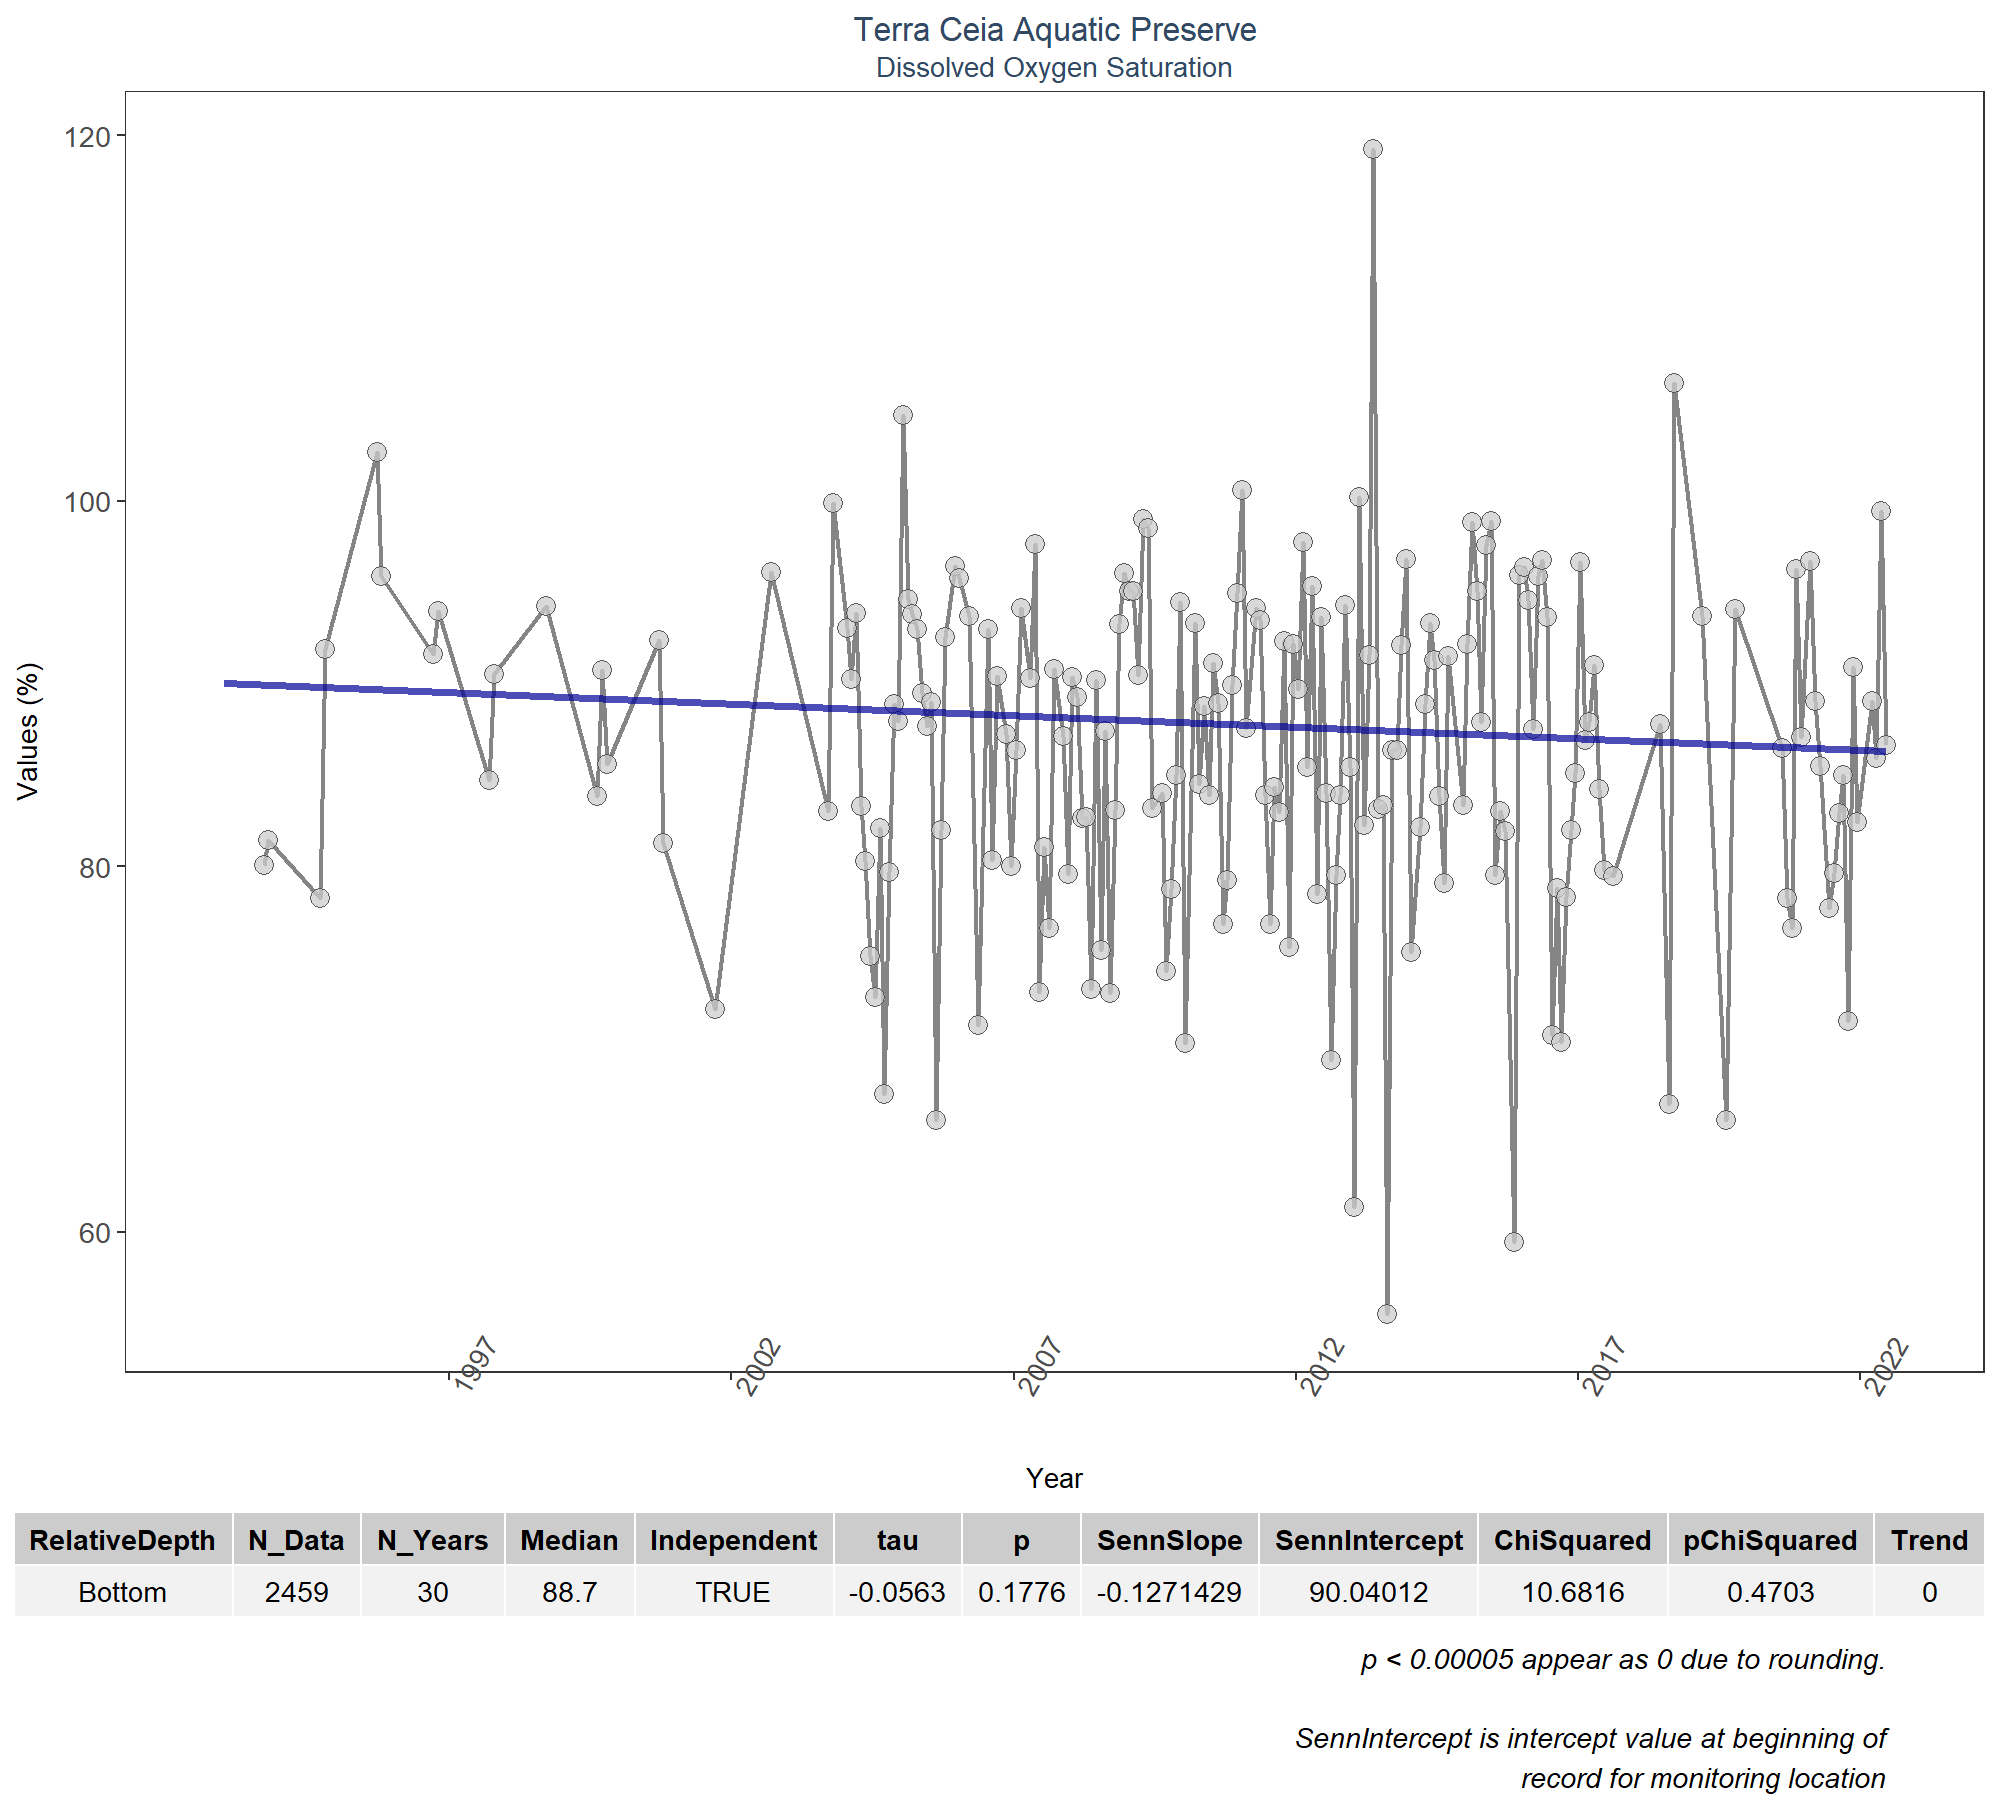 Terra Ceia Aquatic Preserve
Dissolved Oxygen Saturation
120
100
80
60
Values (%)
1997
2002
2007
2012
2017
2022
Year
RelativeDepth N_Data N_Years Median Independent tau p SennSlope SennIntercept ChiSquared pChiSquared Trend
Bottom 2459 30 88.7 TRUE -0.0563 0.1776 -0.1271429 90.04012 10.6816 0.4703 0
p < 0.00005 appear as 0 due to rounding.
SennIntercept is intercept value at beginning of
record for monitoring location